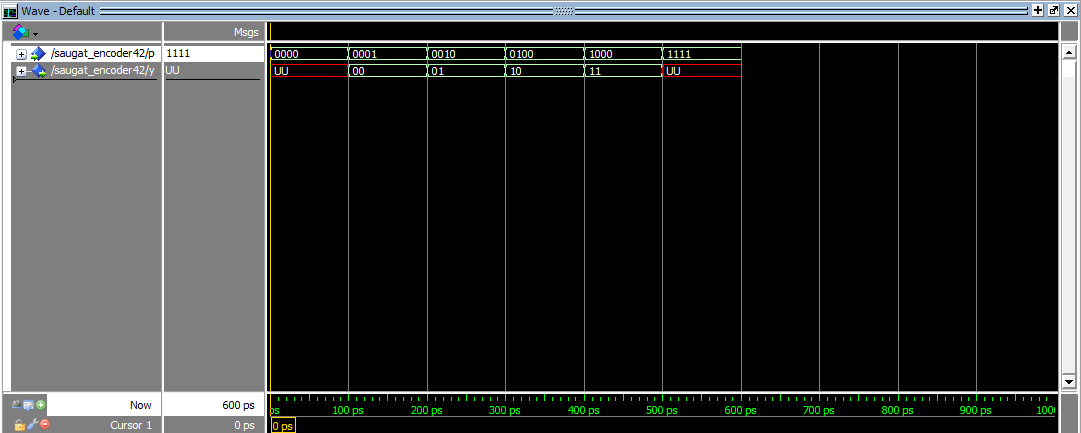 Wave - Default
Msgs
/saugat_encoder42/p 1111 0000 0001 0010 0100 1000 1111
/saugat_encoder42/y UU UU 00 01 10 11 UU
Now 600 ps ps 100 ps 200 ps 300 ps 400 ps 500 ps 600 ps 700 ps 800 ps 900 ps 1000
Cursor 1 0 ps 0 ps